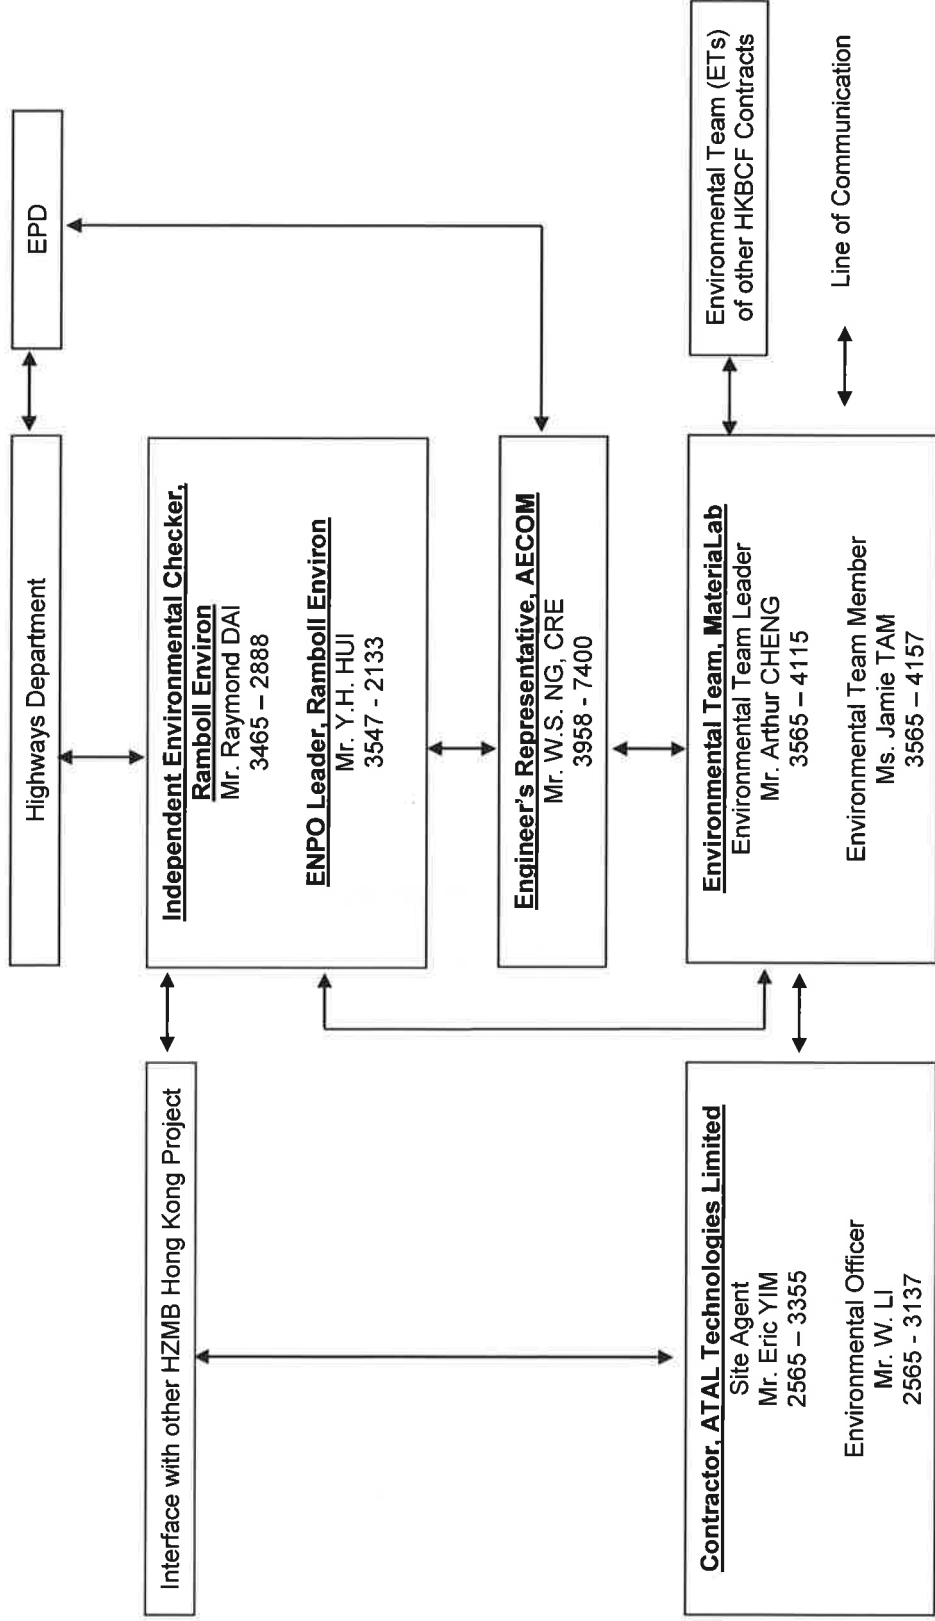 Highways Department
EPD
Interface with other HZMB Hong Kong Project
Independent Environmental Checker,
Ramboll Environ
Mr. Raymond DAI
3465 – 2888
ENPO Leader, Ramboll Environ
Mr. Y.H. HUI
3547 - 2133
Engineer's Representative, AECOM
Mr. W.S. NG, CRE
3958 - 7400
Contractor, ATAL Technologies Limited
Site Agent
Mr. Eric YIM
2565 – 3355
Environmental Officer
Mr. W. LI
2565 - 3137
Environmental Team, MateriaLab
Environmental Team Leader
Mr. Arthur CHENG
3565 – 4115
Environmental Team Member
Ms. Jamie TAM
3565 – 4157
Environmental Team (ETs)
of other HKBCF Contracts
Line of Communication